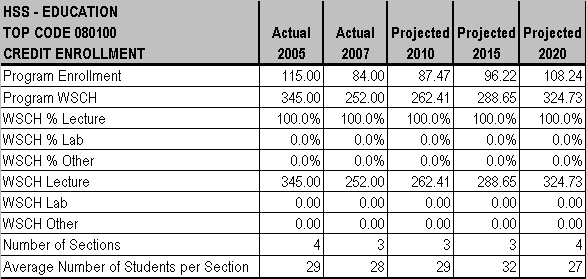 HSS - EDUCATION
TOP CODE 080100 Actual Actual Projected Projected Projected
CREDIT ENROLLMENT 2005 2007 2010 2015 2020
Program Enrollment 115.00 84.00 87.47 96.22 108.24
Program WSCH 345.00 252.00 262.41 288.65 324.73
WSCH % Lecture 100.0% 100.0% 100.0% 100.0% 100.0%
WSCH % Lab 0.0% 0.0% 0.0% 0.0% 0.0%
WSCH % Other 0.0% 0.0% 0.0% 0.0% 0.0%
WSCH Lecture 345.00 252.00 262.41 288.65 324.73
WSCH Lab 0.00 0.00 0.00 0.00 0.00
WSCH Other 0.00 0.00 0.00 0.00 0.00
Number of Sections 4 3 3 3 4
Average Number of Students per Section 29 28 29 32 27